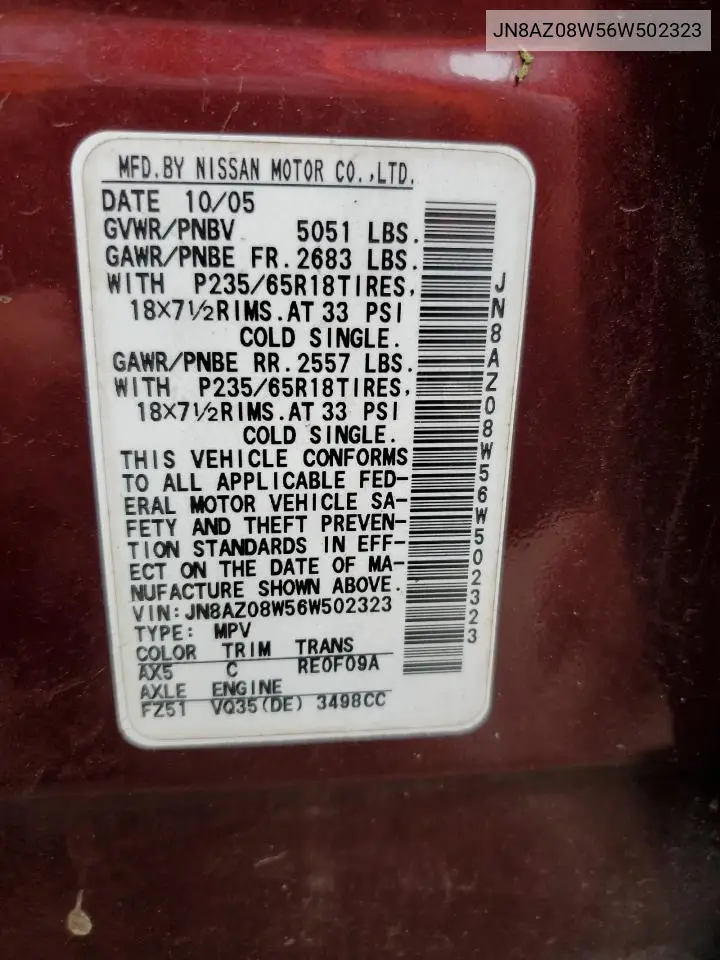 JN8AZ08W56W502323
MFD.BY NISSAN MOTOR CO.,LTD.
DATE 10/05
GVWR/PNBV 5051 LBS.
GAWR/PNBE FR.2683 LBS.
WITH P235/65R18TIRES,
18×7½RIMS.AT 33 PSI
COLD SINGLE.
GAWR/PNBE RR.2557 LBS.
WITH P235/65R18TIRES,
18×7½RIMS.AT 33 PSI
COLD SINGLE.
THIS VEHICLE CONFORMS
TO ALL APPLICABLE FED-
ERAL MOTOR VEHICLE SA-
FETY AND THEFT PREVEN-
TION STANDARDS IN EFF-
ECT ON THE DATE OF MA-
NUFACTURE SHOWN ABOVE.
VIN:JN8AZ08W56W502323
TYPE: MPV
COLOR TRIM TRANS
AX5 C RE0F09A
AXLE ENGINE
FZ51 VQ35(DE) 3498CC
JN8AZ08W56W502323